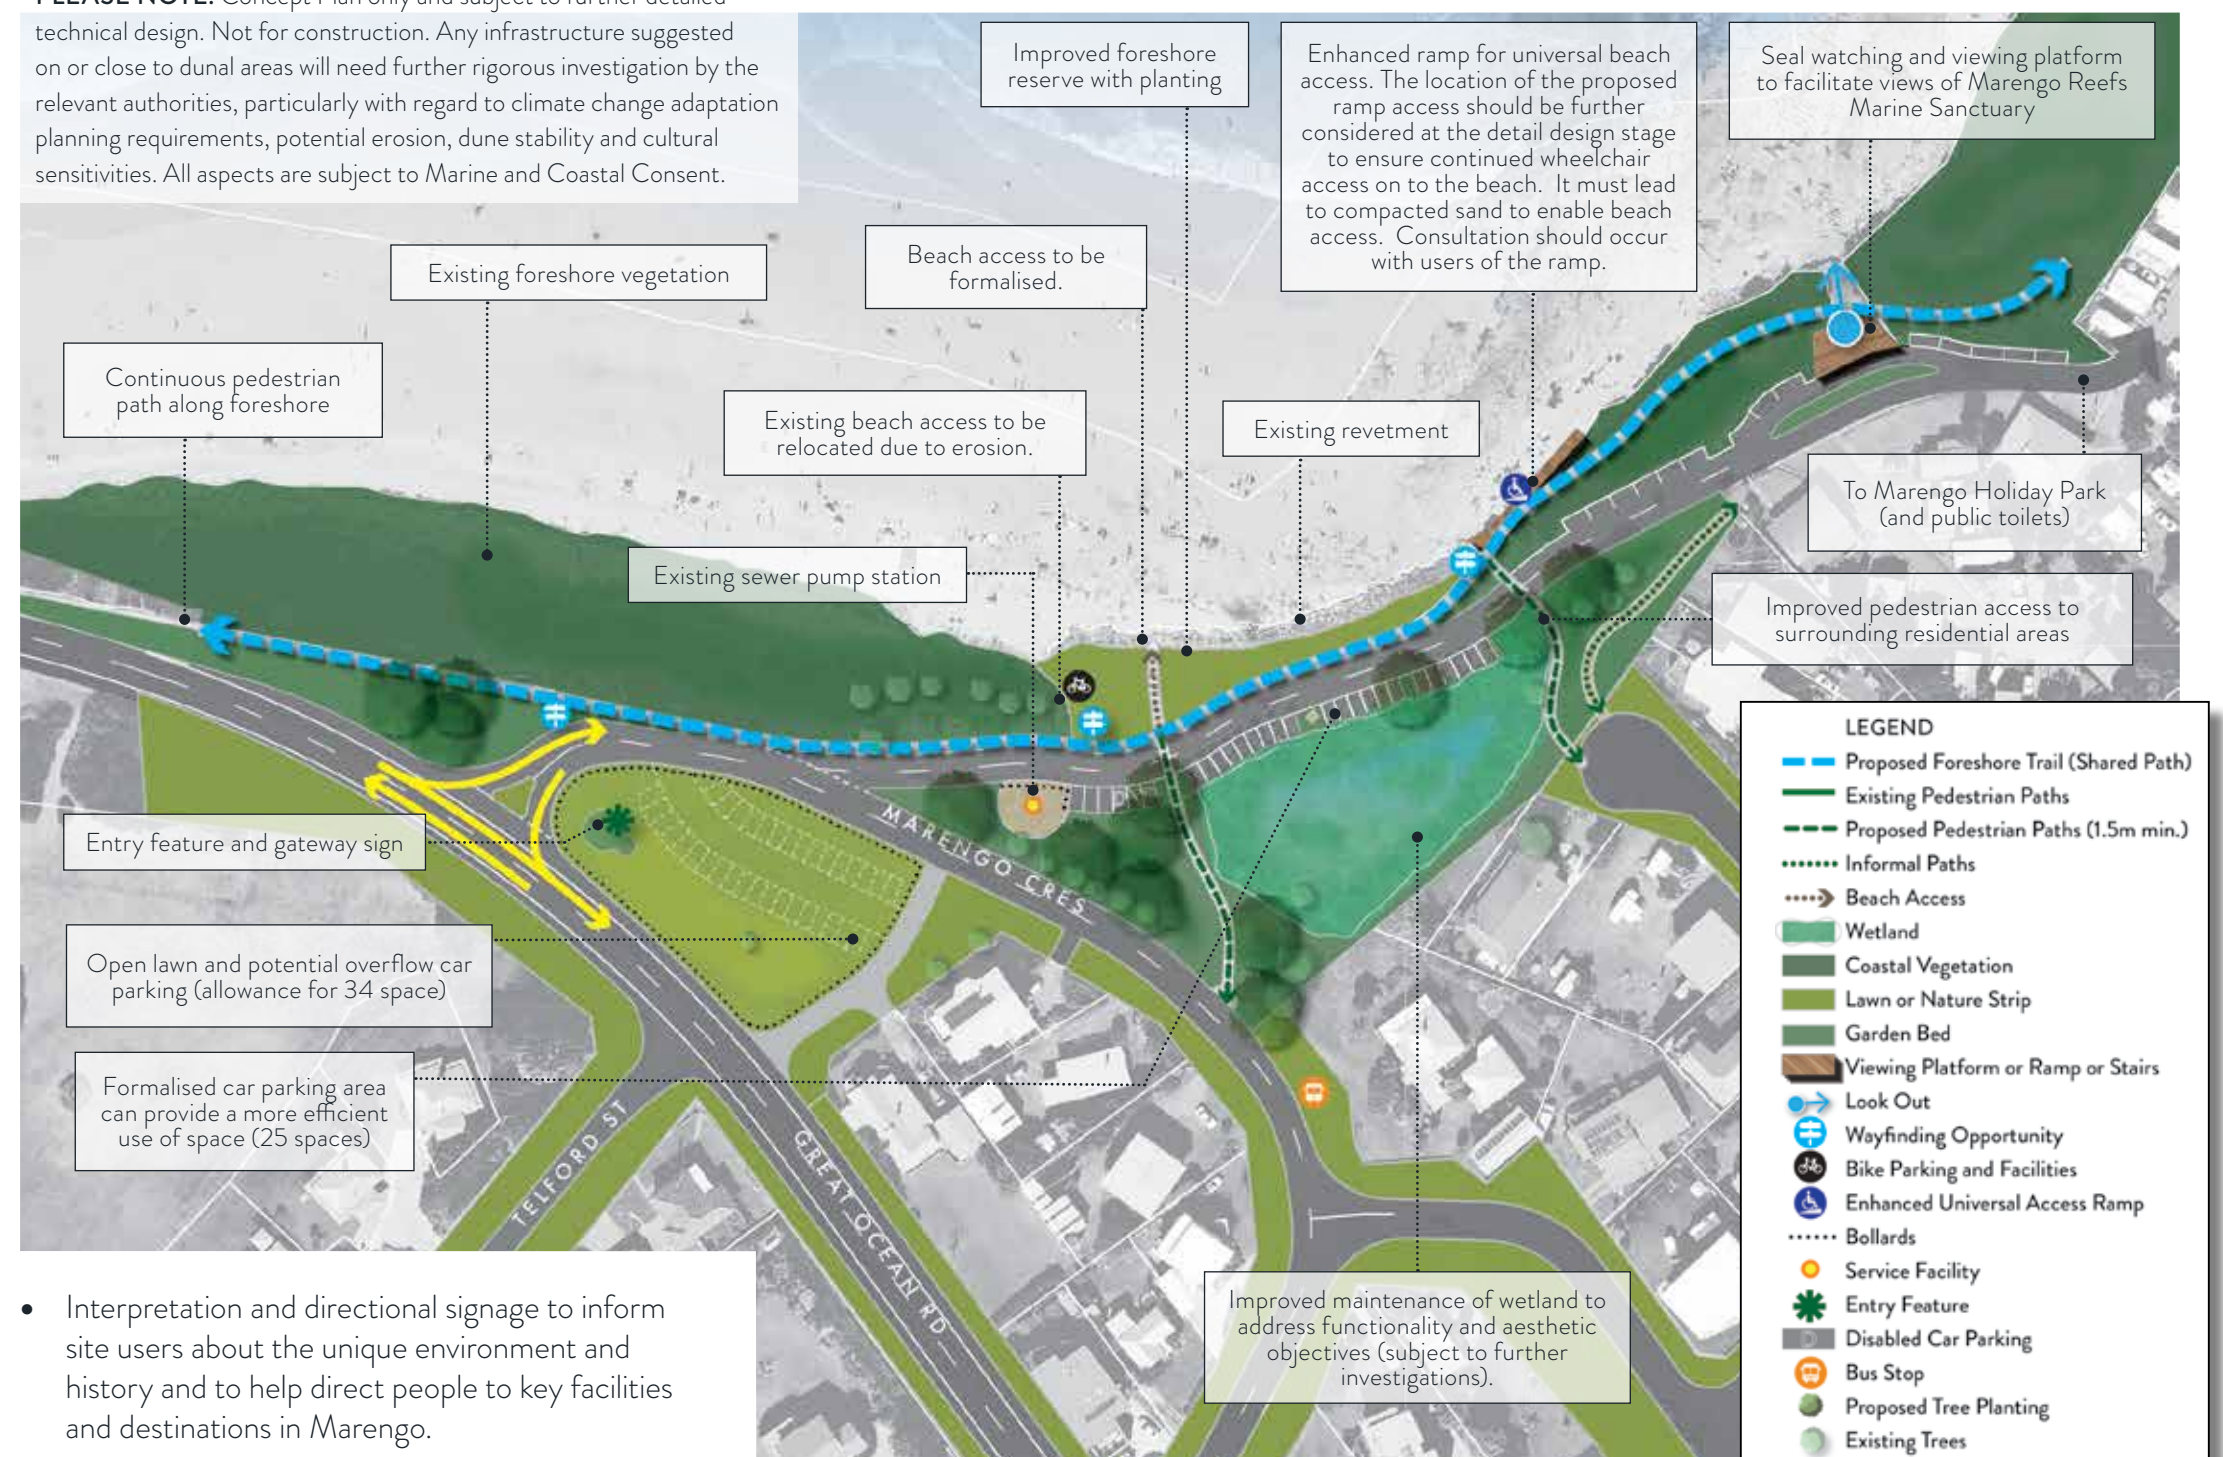 PLEASE NOTE: Concept Plan only and subject to further detailed
technical design. Not for construction. Any infrastructure suggested
on or close to dunal areas will need further rigorous investigation by the
relevant authorities, particularly with regard to climate change adaptation
planning requirements, potential erosion, dune stability and cultural
sensitivities. All aspects are subject to Marine and Coastal Consent.
Improved foreshore
reserve with planting
Enhanced ramp for universal beach
access. The location of the proposed
ramp access should be further
considered at the detail design stage
to ensure continued wheelchair
access on to the beach. It must lead
to compacted sand to enable beach
access. Consultation should occur
with users of the ramp.
Seal watching and viewing platform
to facilitate views of Marengo Reefs
Marine Sanctuary
Existing foreshore vegetation
Beach access to be
formalised.
Continuous pedestrian
path along foreshore
Existing beach access to be
relocated due to erosion.
Existing revetment
To Marengo Holiday Park
(and public toilets)
Existing sewer pump station
Improved pedestrian access to
surrounding residential areas
Entry feature and gateway sign
MARENGO CRES
Open lawn and potential overflow car
parking (allowance for 34 space)
Formalised car parking area
can provide a more efficient
use of space (25 spaces)
TELFORD ST
GREAT OCEAN RD
Improved maintenance of wetland to
address functionality and aesthetic
objectives (subject to further
investigations).
LEGEND
Proposed Foreshore Trail (Shared Path)
Existing Pedestrian Paths
Proposed Pedestrian Paths (1.5m min.)
Informal Paths
Beach Access
Wetland
Coastal Vegetation
Lawn or Nature Strip
Garden Bed
Viewing Platform or Ramp or Stairs
Look Out
Wayfinding Opportunity
Bike Parking and Facilities
Enhanced Universal Access Ramp
Bollards
Service Facility
Entry Feature
D Disabled Car Parking
Bus Stop
Proposed Tree Planting
Existing Trees
• Interpretation and directional signage to inform
site users about the unique environment and
history and to help direct people to key facilities
and destinations in Marengo.